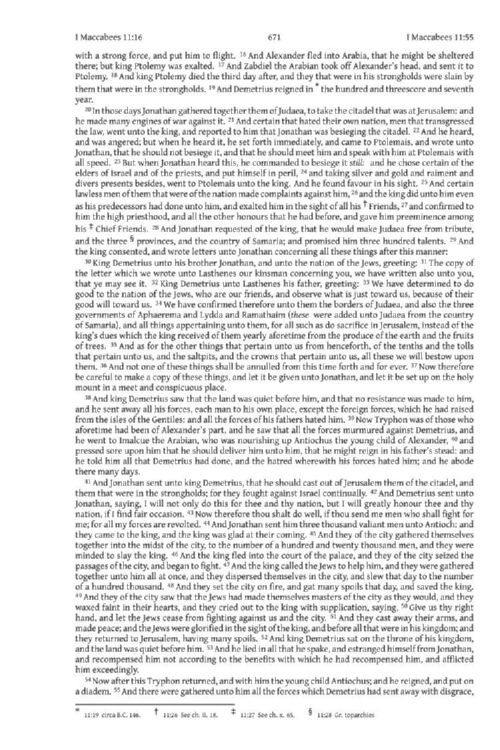 I Maccabees 11:16 671 I Maccabees 11:55
with a strong force, and put him to flight. 16 And Alexander fled into Arabia, that he might be sheltered
there; but king Ptolemy was exalted. 17 And Zabdiel the Arabian took off Alexander's head, and sent it to
Ptolemy. 18 And king Ptolemy died the third day after, and they that were in his strongholds were slain by
them that were in the strongholds. 19 And Demetrius reigned in * the hundred and threescore and seventh
year.
20 In those days Jonathan gathered together them of Judaea, to take the citadel that was at Jerusalem: and
he made many engines of war against it. 21 And certain that hated their own nation, men that transgressed
the law, went unto the king, and reported to him that Jonathan was besieging the citadel. 22 And he heard,
and was angered; but when he heard it, he set forth immediately, and came to Ptolemais, and wrote unto
Jonathan, that he should not besiege it, and that he should meet him and speak with him at Ptolemais with
all speed. 23 But when Jonathan heard this, he commanded to besiege it still: and he chose certain of the
elders of Israel and of the priests, and put himself in peril, 24 and taking silver and gold and raiment and
divers presents besides, went to Ptolemais unto the king. And he found favour in his sight. 25 And certain
lawless men of them that were of the nation made complaints against him, 26 and the king did unto him even
as his predecessors had done unto him, and exalted him in the sight of all his † Friends, 27 and confirmed to
him the high priesthood, and all the other honours that he had before, and gave him preeminence among
his ‡ Chief Friends. 28 And Jonathan requested of the king, that he would make Judaea free from tribute,
and the three § provinces, and the country of Samaria; and promised him three hundred talents. 29 And
the king consented, and wrote letters unto Jonathan concerning all these things after this manner:
30 King Demetrius unto his brother Jonathan, and unto the nation of the Jews, greeting: 31 The copy of
the letter which we wrote unto Lasthenes our kinsman concerning you, we have written also unto you,
that ye may see it. 32 King Demetrius unto Lasthenes his father, greeting: 33 We have determined to do
good to the nation of the Jews, who are our friends, and observe what is just toward us, because of their
good will toward us. 34 We have confirmed therefore unto them the borders of Judaea, and also the three
governments of Aphaerema and Lydda and Ramathaim (these were added unto Judaea from the country
of Samaria), and all things appertaining unto them, for all such as do sacrifice in Jerusalem, instead of the
king's dues which the king received of them yearly aforetime from the produce of the earth and the fruits
of trees. 35 And as for the other things that pertain unto us from henceforth, of the tenths and the tolls
that pertain unto us, and the saltpits, and the crowns that pertain unto us, all these we will bestow upon
them. 36 And not one of these things shall be annulled from this time forth and for ever. 37 Now therefore
be careful to make a copy of these things, and let it be given unto Jonathan, and let it be set up on the holy
mount in a meet and conspicuous place.
38 And king Demetrius saw that the land was quiet before him, and that no resistance was made to him,
and he sent away all his forces, each man to his own place, except the foreign forces, which he had raised
from the isles of the Gentiles: and all the forces of his fathers hated him. 39 Now Tryphon was of those who
aforetime had been of Alexander's part, and he saw that all the forces murmured against Demetrius, and
he went to Imalcue the Arabian, who was nourishing up Antiochus the young child of Alexander, 40 and
pressed sore upon him that he should deliver him unto him, that he might reign in his father's stead: and
he told him all that Demetrius had done, and the hatred wherewith his forces hated him; and he abode
there many days.
41 And Jonathan sent unto king Demetrius, that he should cast out of Jerusalem them of the citadel, and
them that were in the strongholds; for they fought against Israel continually. 42 And Demetrius sent unto
Jonathan, saying, I will not only do this for thee and thy nation, but I will greatly honour thee and thy
nation, if I find fair occasion. 43 Now therefore thou shalt do well, if thou send me men who shall fight for
me; for all my forces are revolted. 44 And Jonathan sent him three thousand valiant men unto Antioch: and
they came to the king, and the king was glad at their coming. 45 And they of the city gathered themselves
together into the midst of the city, to the number of a hundred and twenty thousand men, and they were
minded to slay the king. 46 And the king fled into the court of the palace, and they of the city seized the
passages of the city, and began to fight. 47 And the king called the Jews to help him, and they were gathered
together unto him all at once, and they dispersed themselves in the city, and slew that day to the number
of a hundred thousand. 48 And they set the city on fire, and gat many spoils that day, and saved the king.
49 And they of the city saw that the Jews had made themselves masters of the city as they would, and they
waxed faint in their hearts, and they cried out to the king with supplication, saying, 50 Give us thy right
hand, and let the Jews cease from fighting against us and the city. 51 And they cast away their arms, and
made peace; and the Jews were glorified in the sight of the king, and before all that were in his kingdom; and
they returned to Jerusalem, having many spoils. 52 And king Demetrius sat on the throne of his kingdom,
and the land was quiet before him. 53 And he lied in all that he spake, and estranged himself from Jonathan,
and recompensed him not according to the benefits with which he had recompensed him, and afflicted
him exceedingly.
54 Now after this Tryphon returned, and with him the young child Antiochus; and he reigned, and put on
a diadem. 55 And there were gathered unto him all the forces which Demetrius had sent away with disgrace,
* 11:19 circa B.C. 146. † 11:26 See ch. ii. 18. ‡ 11:27 See ch. x. 65. § 11:28 Gr. toparchies